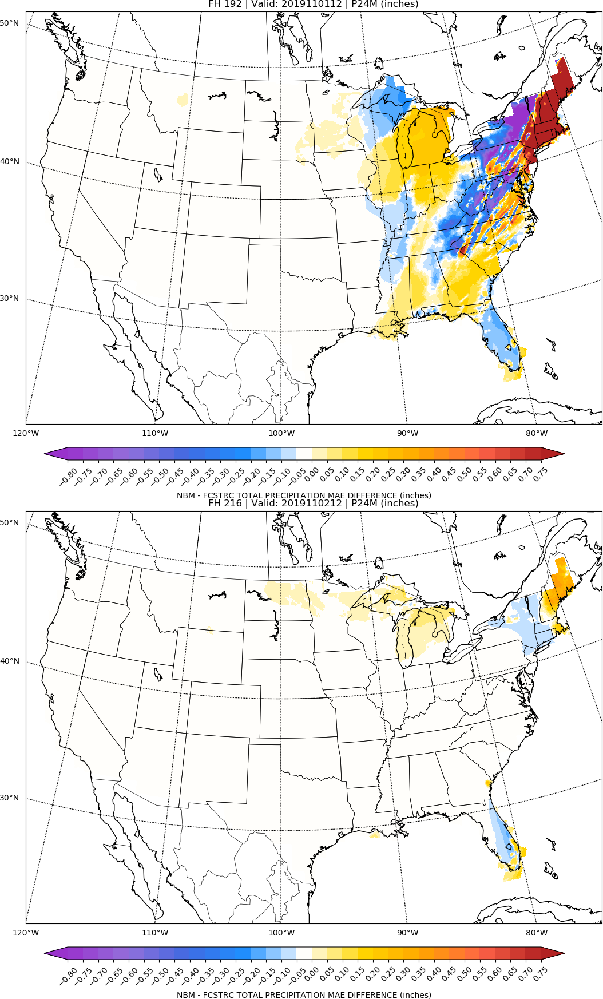 FH 192 | Valid: 2019110112 | P24M (inches)
50°N
40°N
30°N
120°W 110°W 100°W 90°W 80°W
−0.80 −0.75 −0.70 −0.65 −0.60 −0.55 −0.50 −0.45 −0.40 −0.35 −0.30 −0.25 −0.20 −0.15 −0.10 −0.05 0.00 0.05 0.10 0.15 0.20 0.25 0.30 0.35 0.40 0.45 0.50 0.55 0.60 0.65 0.70 0.75
NBM - FCSTRC TOTAL PRECIPITATION MAE DIFFERENCE (inches)
FH 216 | Valid: 2019110212 | P24M (inches)
50°N
40°N
30°N
120°W 110°W 100°W 90°W 80°W
−0.80 −0.75 −0.70 −0.65 −0.60 −0.55 −0.50 −0.45 −0.40 −0.35 −0.30 −0.25 −0.20 −0.15 −0.10 −0.05 0.00 0.05 0.10 0.15 0.20 0.25 0.30 0.35 0.40 0.45 0.50 0.55 0.60 0.65 0.70 0.75
NBM - FCSTRC TOTAL PRECIPITATION MAE DIFFERENCE (inches)